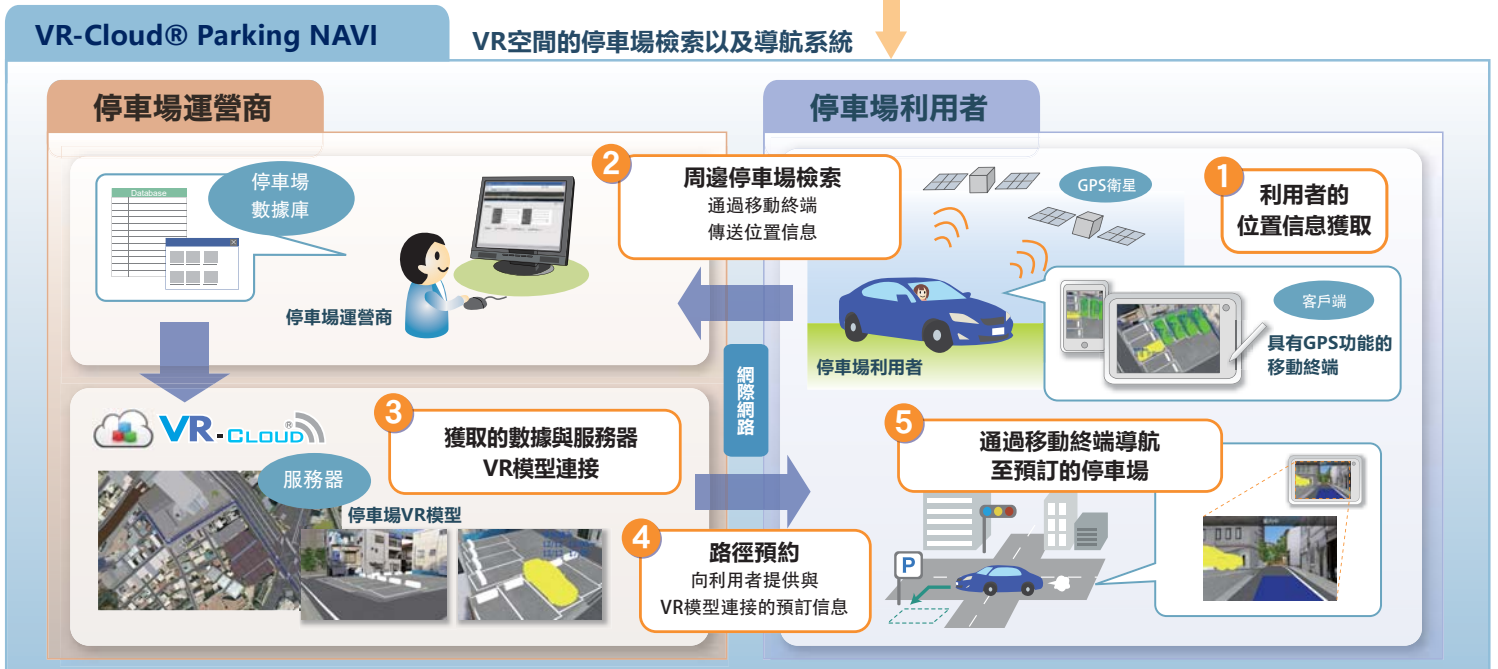 VR-Cloud® Parking NAVI
VR空間的停車場檢索以及導航系統
停車場運營商
停車場利用者
Database
停車場
數據庫
停車場運營商
2
周邊停車場檢索
通過移動終端
傳送位置信息
GPS衛星
1
利用者的
位置信息獲取
客戶端
具有GPS功能的
移動終端
停車場利用者
網際網路
VR-CLOUD®
服務器
停車場VR模型
3
獲取的數據與服務器
VR模型連接
4
路徑預約
向利用者提供與
VR模型連接的預訂信息
5
通過移動終端導航
至預訂的停車場
P